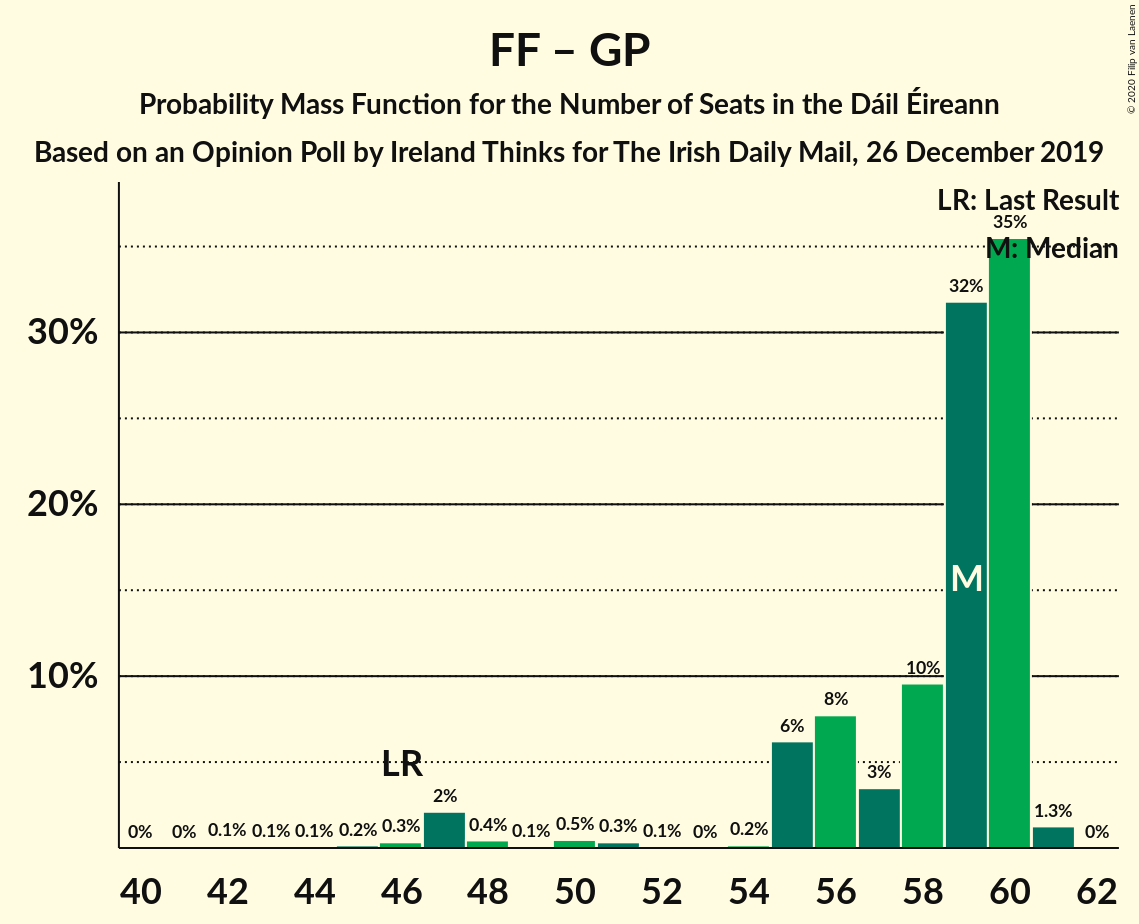 FF – GP
Probability Mass Function for the Number of Seats in the Dáil Éireann
Based on an Opinion Poll by Ireland Thinks for The Irish Daily Mail, 26 December 2019
© 2020 Filip van Laenen
LR: Last Result
M: Median
30%
20%
10%
0% 0% 0.1% 0.1% 0.1% 0.2% 0.3% 2% 0.4% 0.1% 0.5% 0.3% 0.1% 0% 0.2% 6% 8% 3% 10% 32% 35% 1.3% 0%
LR
M
40 42 44 46 48 50 52 54 56 58 60 62